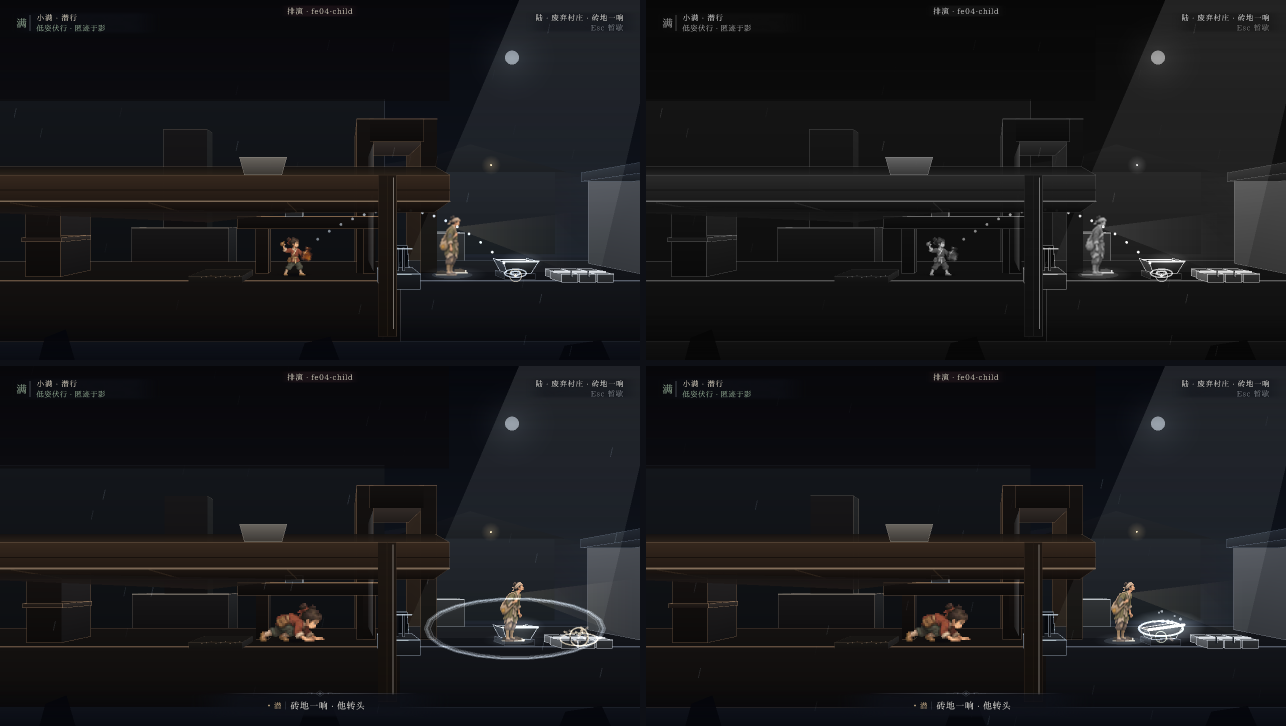 排演 · fe04-child
满
小满 · 潜行
低姿伏行 · 匿迹于影
陆 · 废弃村庄 · 砖地一响
Esc 暂歇
排演 · fe04-child
满
小满 · 潜行
低姿伏行 · 匿迹于影
陆 · 废弃村庄 · 砖地一响
Esc 暂歇
排演 · fe04-child
满
小满 · 潜行
低姿伏行 · 匿迹于影
陆 · 废弃村庄 · 砖地一响
Esc 暂歇
· 潜 砖地一响 · 他转头
排演 · fe04-child
满
小满 · 潜行
低姿伏行 · 匿迹于影
陆 · 废弃村庄 · 砖地一响
Esc 暂歇
· 潜 砖地一响 · 他转头